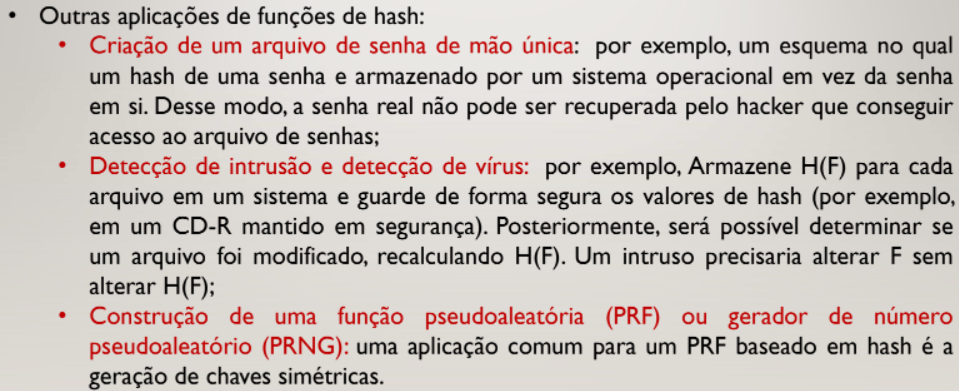 • Outras aplicações de funções de hash:
• Criação de um arquivo de senha de mão única: por exemplo, um esquema no qual
um hash de uma senha e armazenado por um sistema operacional em vez da senha
em si. Desse modo, a senha real não pode ser recuperada pelo hacker que conseguir
acesso ao arquivo de senhas;
• Detecção de intrusão e detecção de vírus: por exemplo, Armazene H(F) para cada
arquivo em um sistema e guarde de forma segura os valores de hash (por exemplo,
em um CD-R mantido em segurança). Posteriormente, será possível determinar se
um arquivo foi modificado, recalculando H(F). Um intruso precisaria alterar F sem
alterar H(F);
• Construção de uma função pseudoaleatória (PRF) ou gerador de número
pseudoaleatório (PRNG): uma aplicação comum para um PRF baseado em hash é a
geração de chaves simétricas.